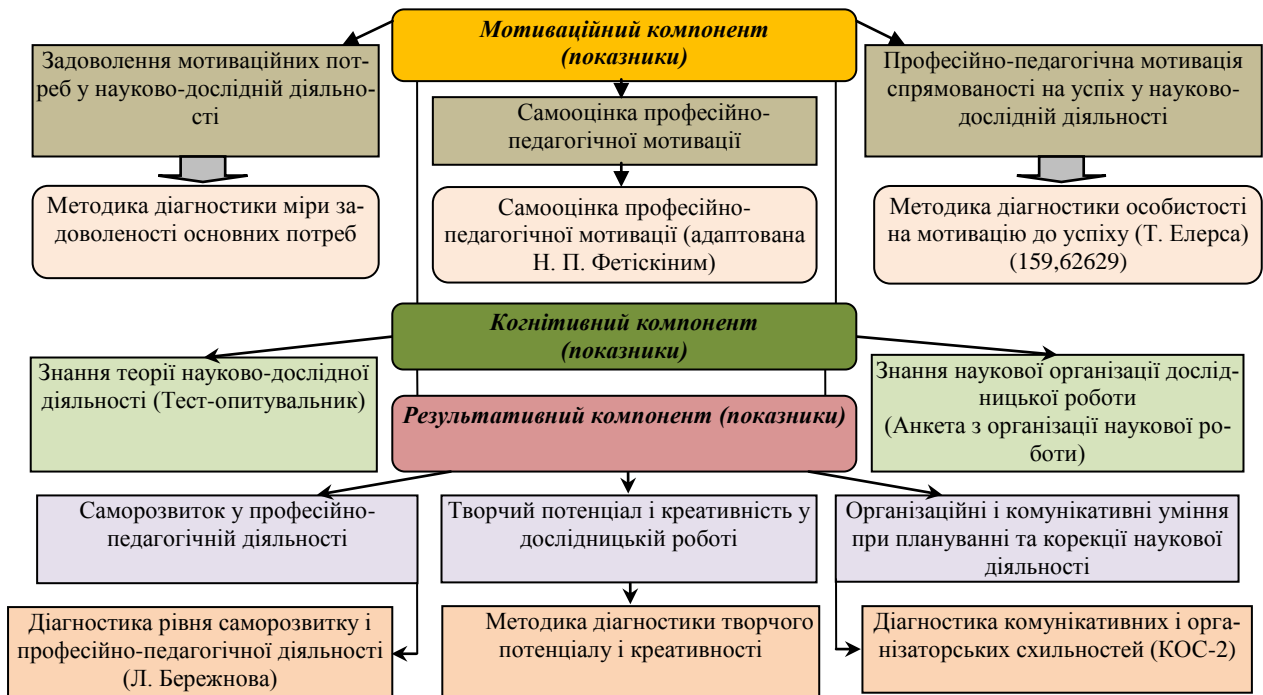 Мотиваційний компонент
(показники)
Задоволення мотиваційних пот-
реб у науково-дослідній діяльно-
сті
Самооцінка професійно-
педагогічної мотивації
Професійно-педагогічна мотивація
спрямованості на успіх у науково-
дослідній діяльності
Методика діагностики міри за-
доволеності основних потреб
Самооцінка професійно-
педагогічної мотивації (адаптована
Н. П. Фетіскіним)
Методика діагностики особистості
на мотивацію до успіху (Т. Елерса)
(159,62629)
Когнітивний компонент
(показники)
Знання теорії науково-дослідної
діяльності (Тест-опитувальник)
Знання наукової організації дослід-
ницької роботи
(Анкета з організації наукової ро-
боти)
Результативний компонент (показники)
Саморозвиток у професійно-
педагогічній діяльності
Творчий потенціал і креативність у
дослідницькій роботі
Організаційні і комунікативні уміння
при плануванні та корекції наукової
діяльності
Діагностика рівня саморозвитку і
професійно-педагогічної діяльності
(Л. Бережнова)
Методика діагностики творчого
потенціалу і креативності
Діагностика комунікативних і орга-
нізаторських схильностей (КОС-2)